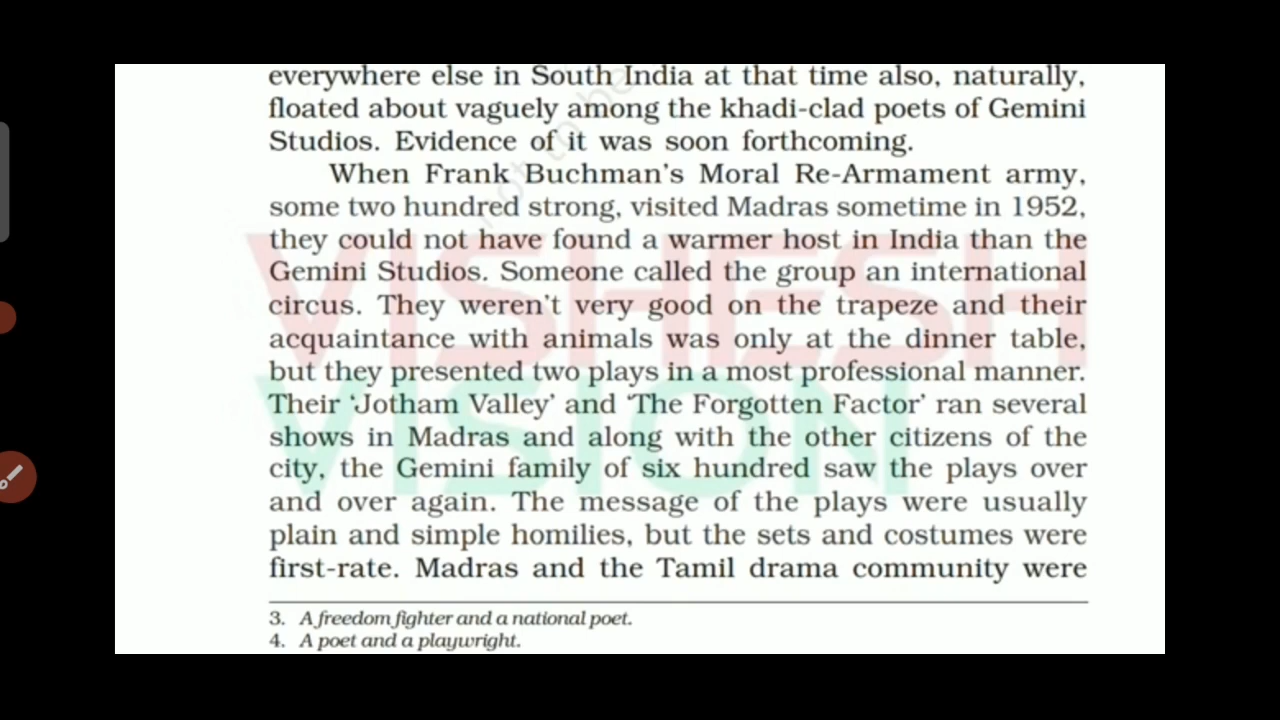 everywhere else in South India at that time also, naturally,
floated about vaguely among the khadi-clad poets of Gemini
Studios. Evidence of it was soon forthcoming.
When Frank Buchman's Moral Re-Armament army,
some two hundred strong, visited Madras sometime in 1952,
they could not have found a warmer host in India than the
Gemini Studios. Someone called the group an international
circus. They weren't very good on the trapeze and their
acquaintance with animals was only at the dinner table,
but they presented two plays in a most professional manner.
Their ‘Jotham Valley’ and ‘The Forgotten Factor’ ran several
shows in Madras and along with the other citizens of the
city, the Gemini family of six hundred saw the plays over
and over again. The message of the plays were usually
plain and simple homilies, but the sets and costumes were
first-rate. Madras and the Tamil drama community were
3. A freedom fighter and a national poet.
4. A poet and a playwright.
not to be
VISHESH
VISION